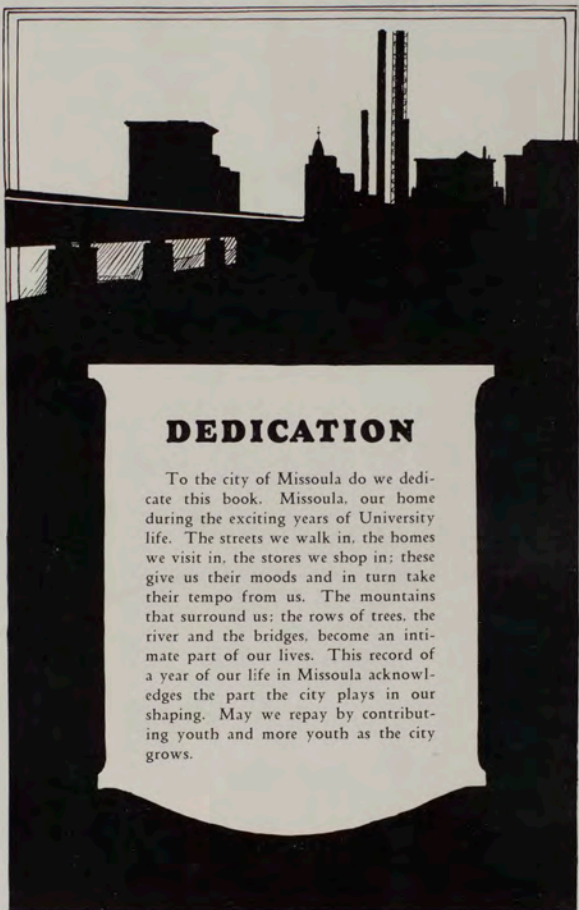 DEDICATION
To the city of Missoula do we dedi-
cate this book. Missoula, our home
during the exciting years of University
life. The streets we walk in, the homes
we visit in, the stores we shop in; these
give us their moods and in turn take
their tempo from us. The mountains
that surround us: the rows of trees, the
river and the bridges, become an inti-
mate part of our lives. This record of
a year of our life in Missoula acknowl-
edges the part the city plays in our
shaping. May we repay by contribut-
ing youth and more youth as the city
grows.